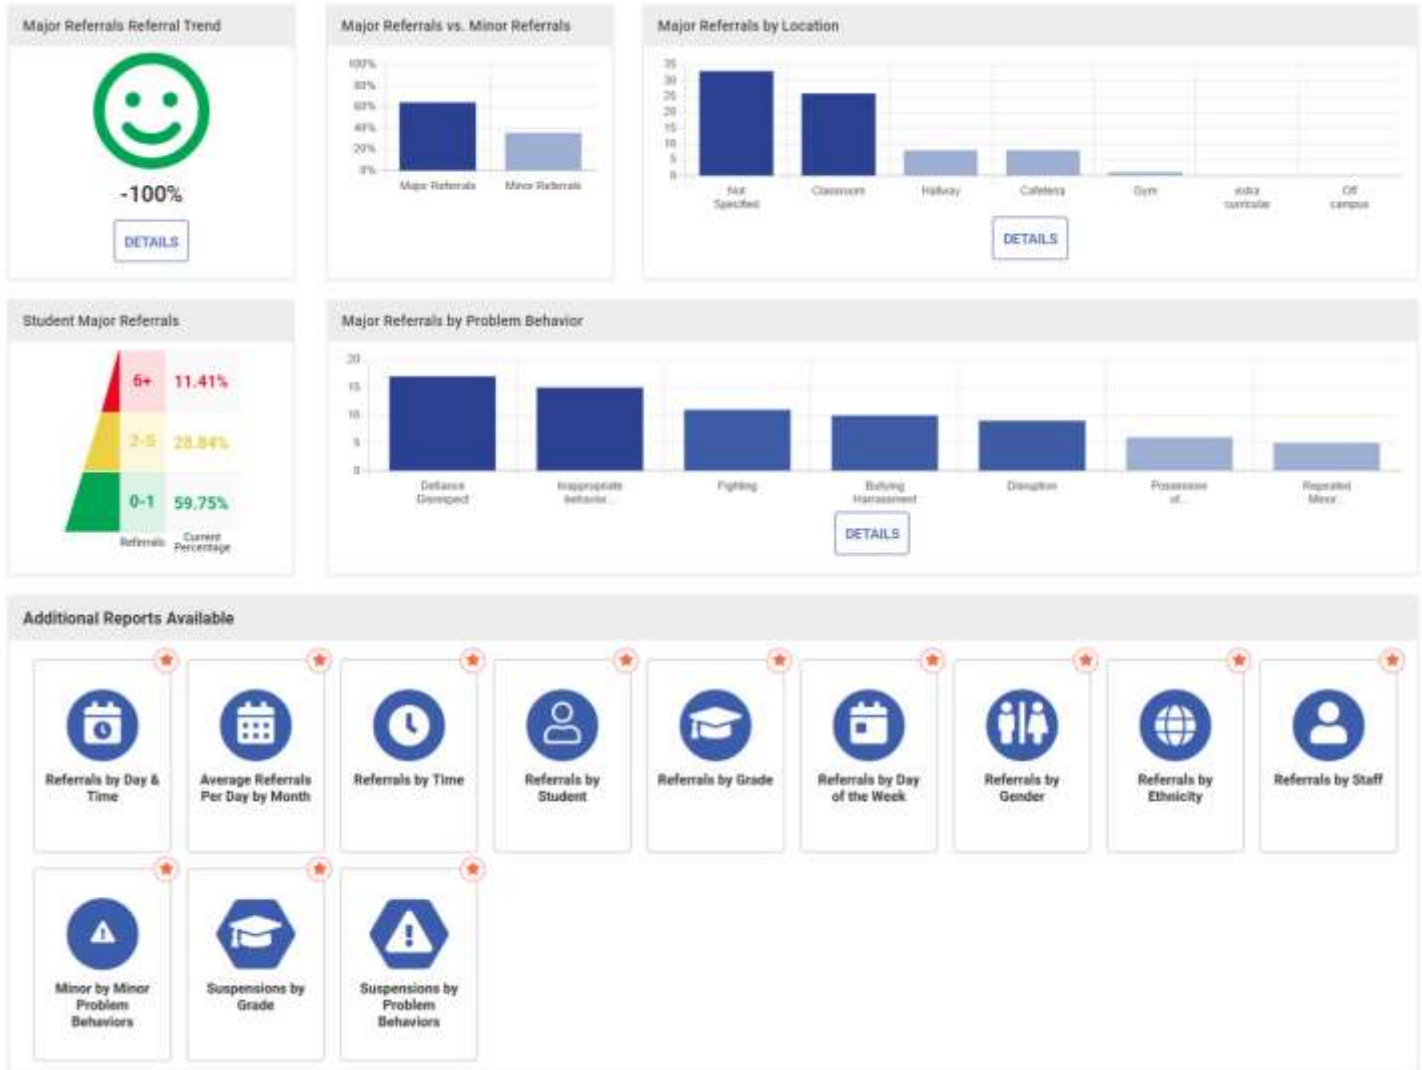 Major Referrals Referral Trend
-100%
DETAILS
Major Referrals vs. Minor Referrals
100%
80%
60%
40%
20%
0%
Major Referrals
Minor Referrals
Major Referrals by Location
35
30
25
20
15
10
5
0
Not
Specified
Classroom
Hallway
Cafeteria
Gym
extra
curricular
Off
campus
DETAILS
Student Major Referrals
6+ 11.41%
2-5 28.84%
0-1 59.75%
Referrals
Current
Percentage
Major Referrals by Problem Behavior
20
15
10
5
0
Defiance
Disrespect
Inappropriate
behavior...
Fighting
Bullying
Harrassment
Disruption
Possession
of...
Repeated
Minor...
DETAILS
Additional Reports Available
Referrals by Day &
Time
Average Referrals
Per Day by Month
Referrals by Time
Referrals by
Student
Referrals by Grade
Referrals by Day
of the Week
Referrals by
Gender
Referrals by
Ethnicity
Referrals by Staff
Minor by Minor
Problem
Behaviors
Suspensions by
Grade
Suspensions by
Problem
Behaviors